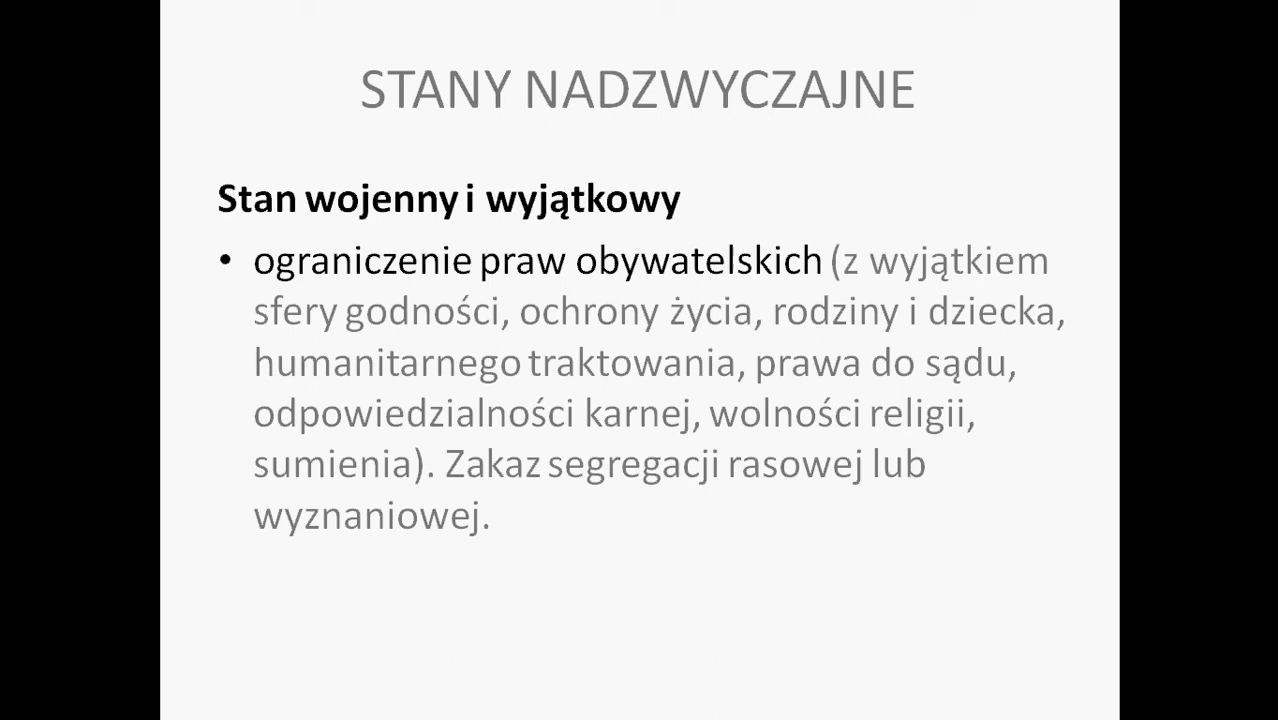 STANY NADZWYCZAJNE
Stan wojenny i wyjątkowy
• ograniczenie praw obywatelskich (z wyjątkiem
sfery godności, ochrony życia, rodziny i dziecka,
humanitarnego traktowania, prawa do sądu,
odpowiedzialności karnej, wolności religii,
sumienia). Zakaz segregacji rasowej lub
wyznaniowej.